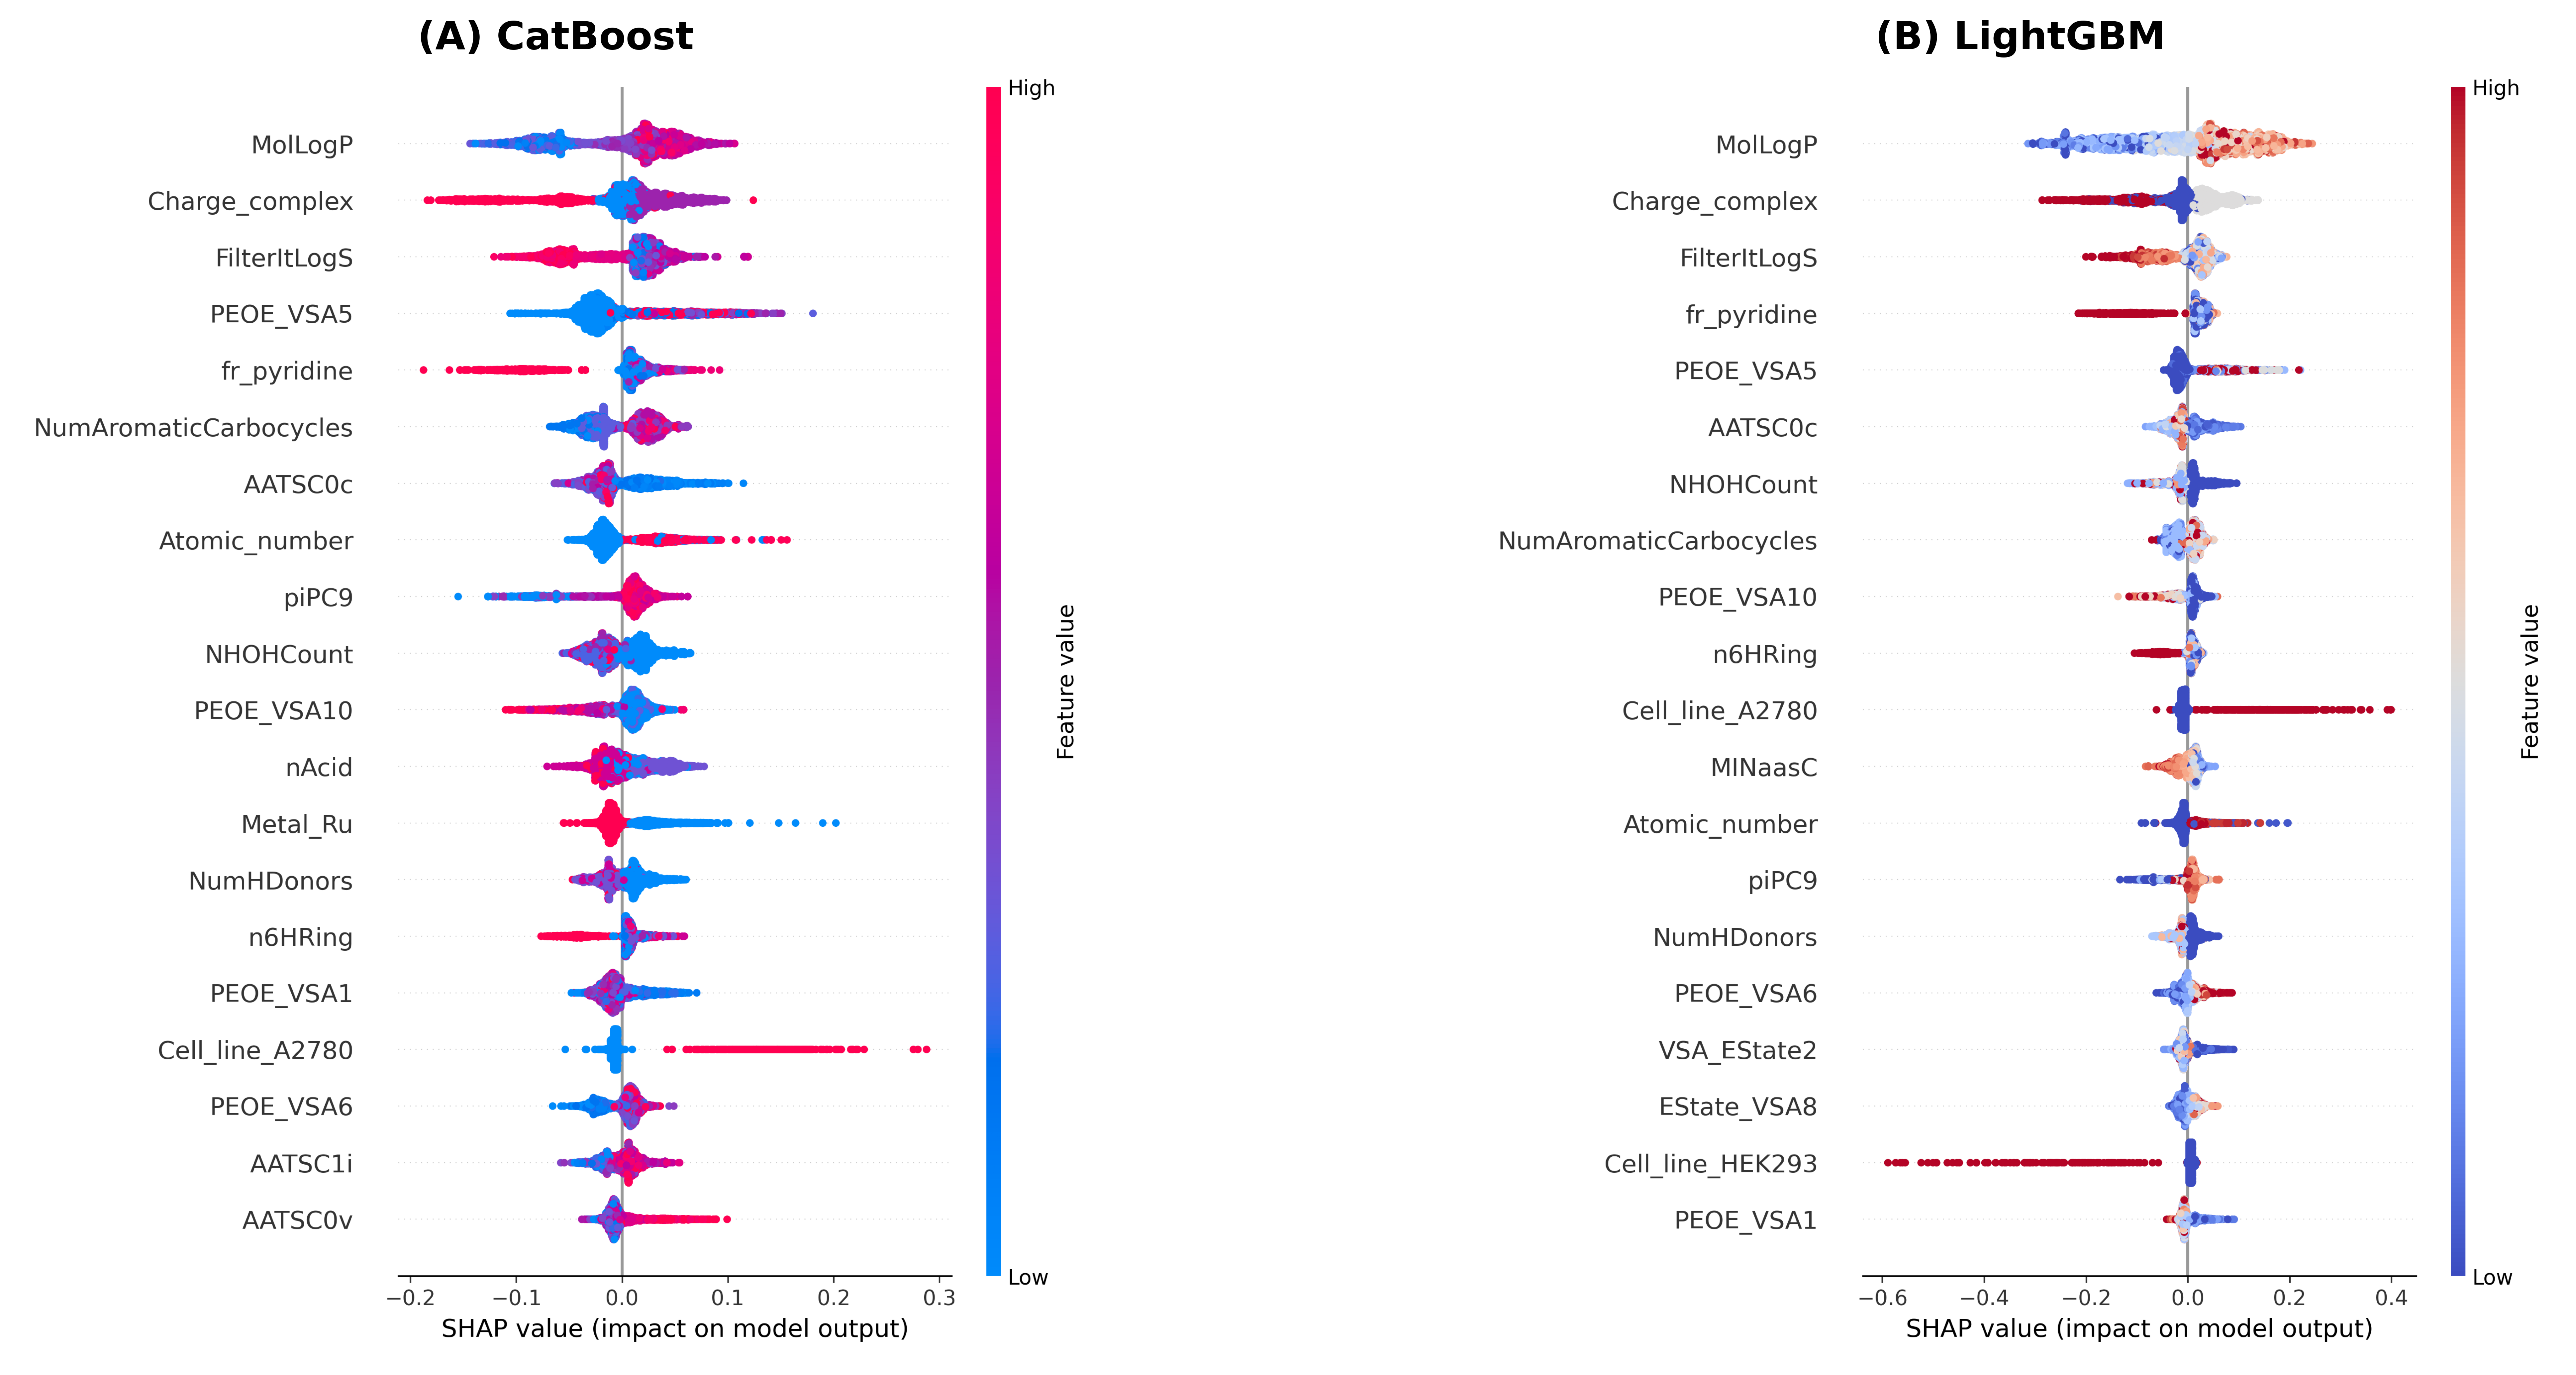 (A) CatBoost
High
MolLogP
Charge_complex
FilterItLogS
PEOE_VSA5
fr_pyridine
NumAromaticCarbocycles
AATSC0c
Atomic_number
piPC9
NHOHCount
PEOE_VSA10
nAcid
Metal_Ru
NumHDonors
n6HRing
PEOE_VSA1
Cell_line_A2780
PEOE_VSA6
AATSC1i
AATSC0v
Feature value
Low
−0.2 −0.1 0.0 0.1 0.2 0.3
SHAP value (impact on model output)
(B) LightGBM
High
MolLogP
Charge_complex
FilterItLogS
fr_pyridine
PEOE_VSA5
AATSC0c
NHOHCount
NumAromaticCarbocycles
PEOE_VSA10
n6HRing
Cell_line_A2780
MINaasC
Atomic_number
piPC9
NumHDonors
PEOE_VSA6
VSA_EState2
EState_VSA8
Cell_line_HEK293
PEOE_VSA1
Feature value
Low
−0.6 −0.4 −0.2 0.0 0.2 0.4
SHAP value (impact on model output)